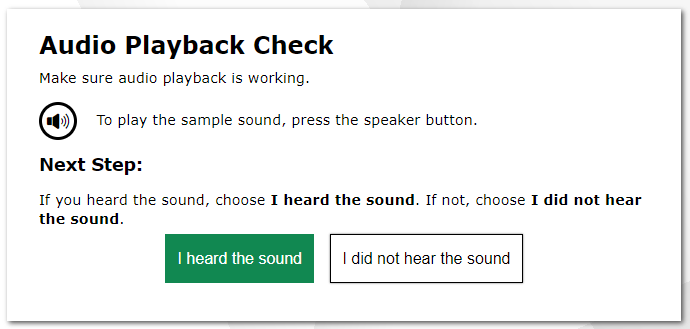 Audio Playback Check
Make sure audio playback is working.
To play the sample sound, press the speaker button.
Next Step:
If you heard the sound, choose I heard the sound. If not, choose I did not hear
the sound.
I heard the sound
I did not hear the sound